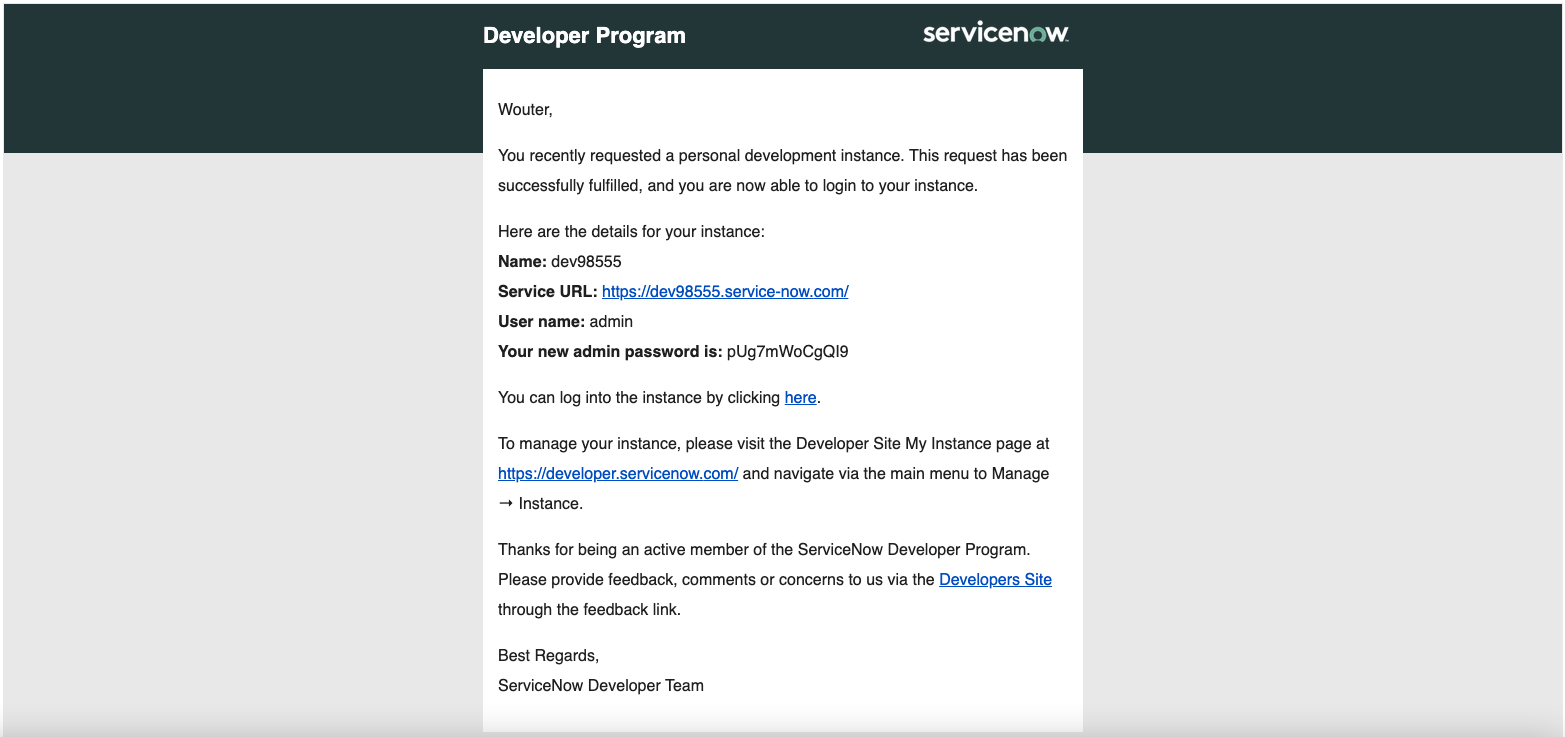 Developer Program
servicenow
Wouter,
You recently requested a personal development instance. This request has been
successfully fulfilled, and you are now able to login to your instance.
Here are the details for your instance:
Name: dev98555
Service URL: https://dev98555.service-now.com/
User name: admin
Your new admin password is: pUg7mWoCgQI9
You can log into the instance by clicking here.
To manage your instance, please visit the Developer Site My Instance page at
https://developer.servicenow.com/ and navigate via the main menu to Manage
→ Instance.
Thanks for being an active member of the ServiceNow Developer Program.
Please provide feedback, comments or concerns to us via the Developers Site
through the feedback link.
Best Regards,
ServiceNow Developer Team